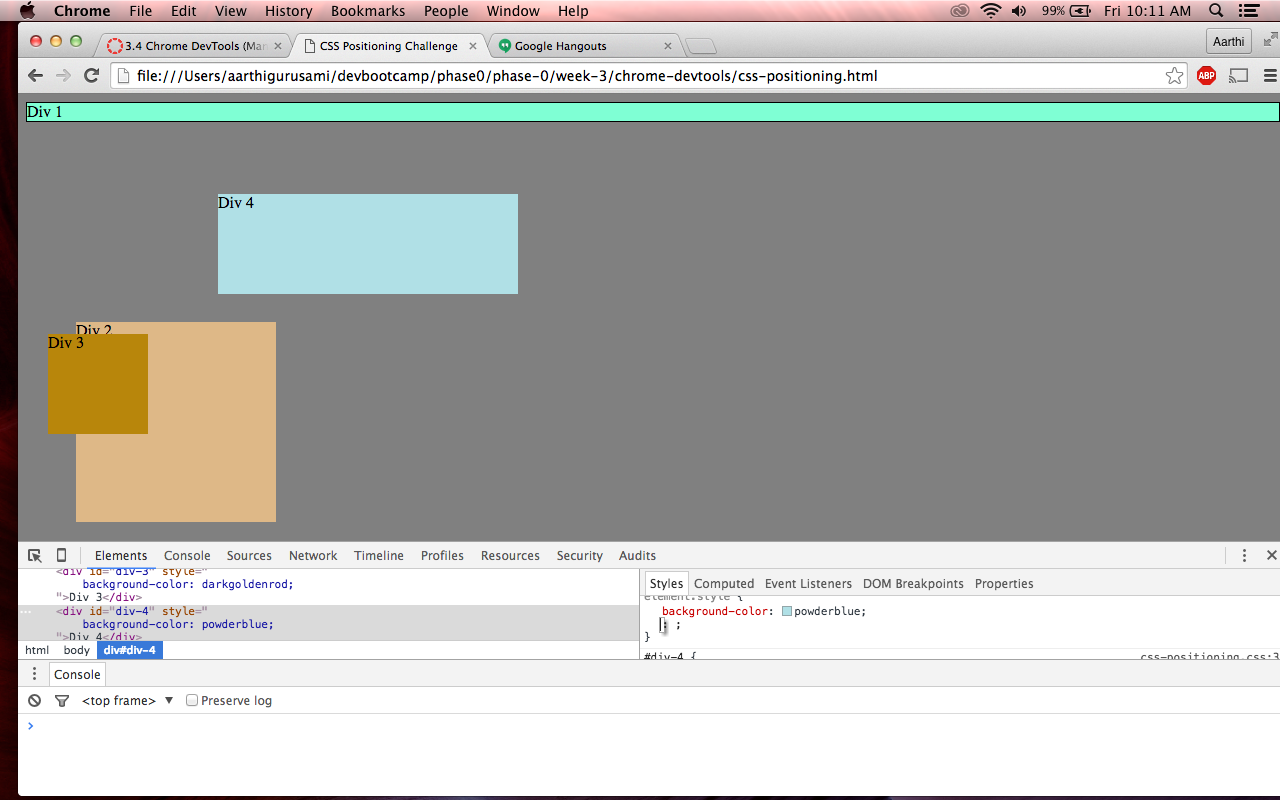 Chrome File Edit View History Bookmarks People Window Help 99% Fri 10:11 AM
3.4 Chrome DevTools (Mar CSS Positioning Challenge Google Hangouts Aarthi
file:///Users/aarthigurusami/devbootcamp/phase0/phase-0/week-3/chrome-devtools/css-positioning.html ABP
Div 1
Div 4
Div 2
Div 3
Elements Console Sources Network Timeline Profiles Resources Security Audits
<div id="div-3" style="
background-color: darkgoldenrod;
">Div 3</div>
<div id="div-4" style="
background-color: powderblue;
">Div 4</div>
html body div#div-4
Styles Computed Event Listeners DOM Breakpoints Properties
element.style {
background-color: powderblue;
: ;
}
#div-4 { css-positioning.css:3
Console
<top frame> ▼ Preserve log
>